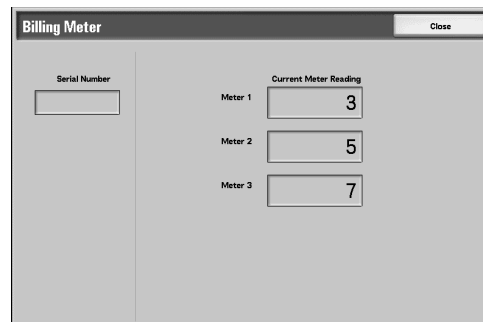 Billing Meter
Close
Serial Number
Current Meter Reading
Meter 1
3
Meter 2
5
Meter 3
7